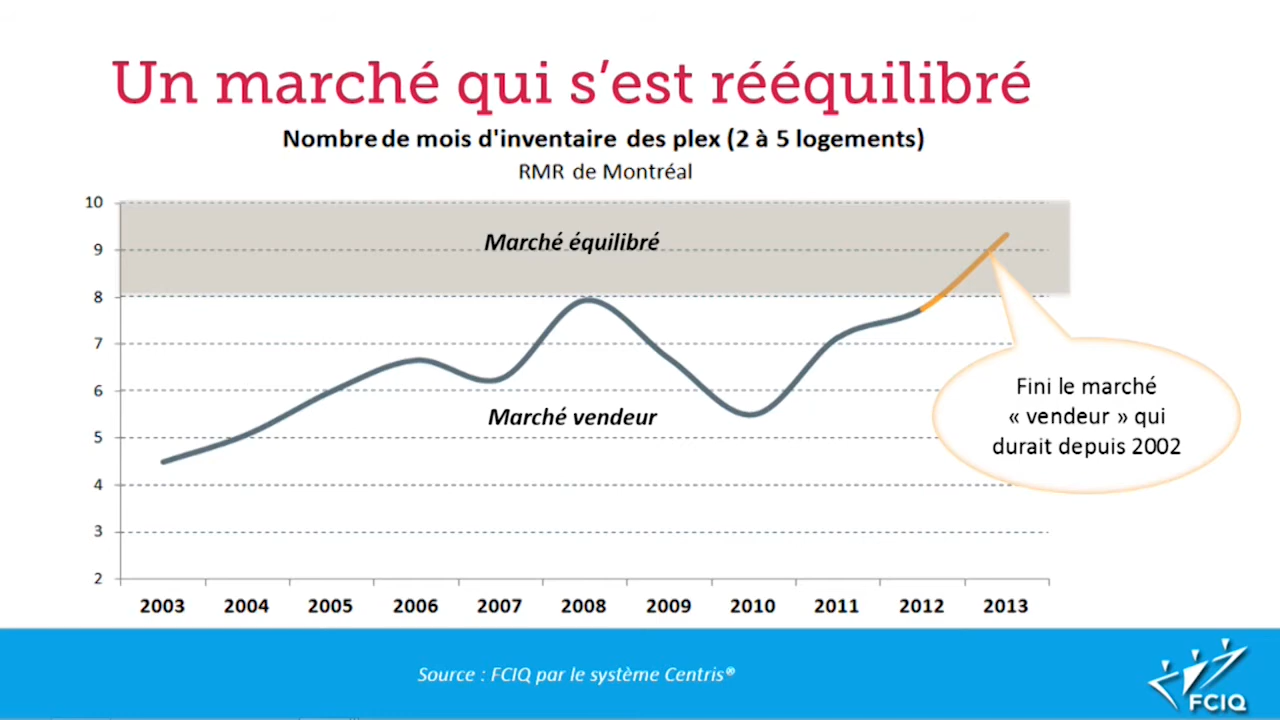 Un marché qui s'est rééquilibré
Nombre de mois d'inventaire des plex (2 à 5 logements)
RMR de Montréal
10
9
8
7
6
5
4
3
2
Marché équilibré
Marché vendeur
Fini le marché
« vendeur » qui
durait depuis 2002
2003 2004 2005 2006 2007 2008 2009 2010 2011 2012 2013
Source : FCIQ par le système Centris®
FCIQ